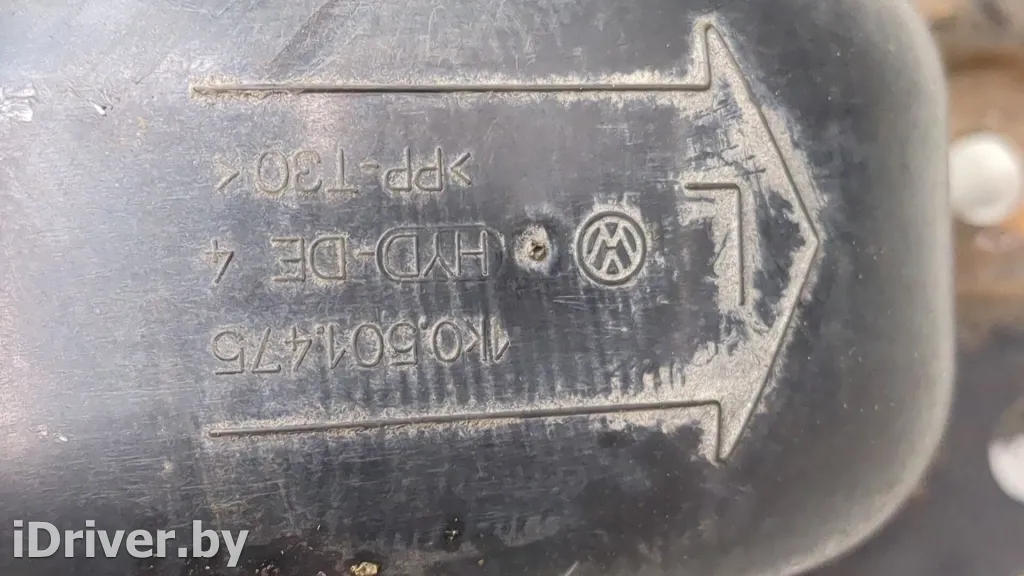 1K0.501.475
HYD-DE 4
>PP-T30<
L
iDriver.by